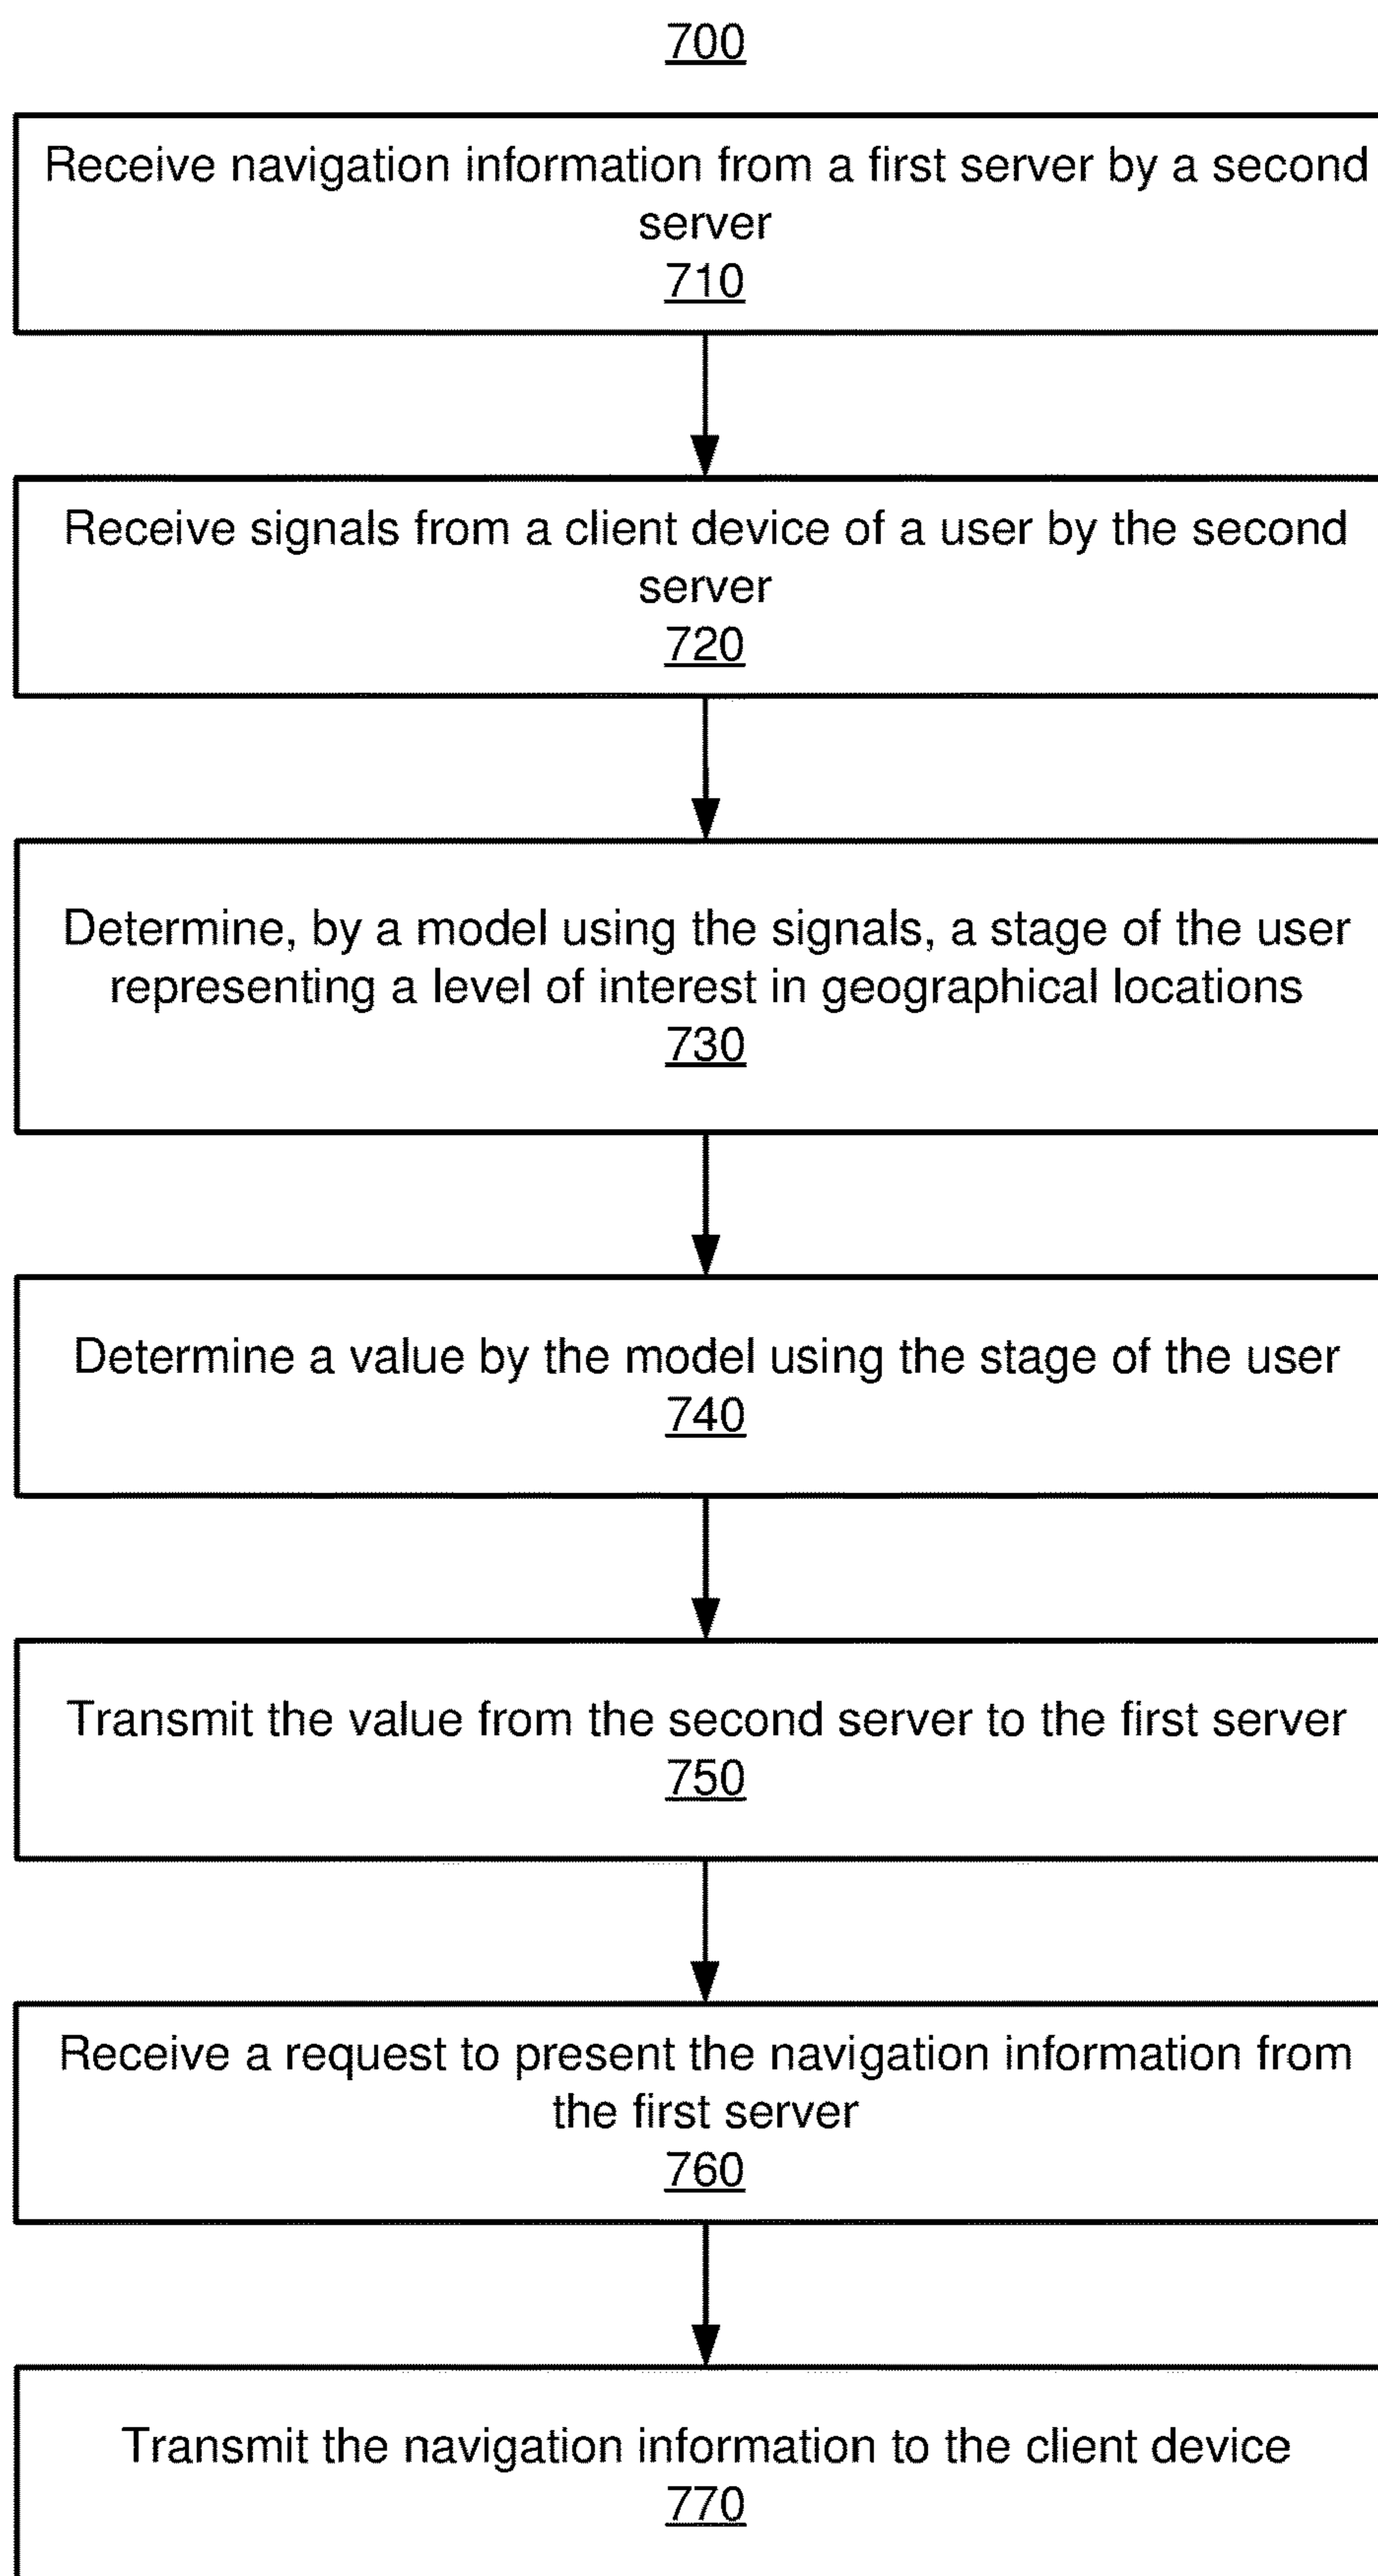 700
Receive navigation information from a first server by a second
server
710
Receive signals from a client device of a user by the second
server
720
Determine, by a model using the signals, a stage of the user
representing a level of interest in geographical locations
730
Determine a value by the model using the stage of the user
740
Transmit the value from the second server to the first server
750
Receive a request to present the navigation information from
the first server
760
Transmit the navigation information to the client device
770